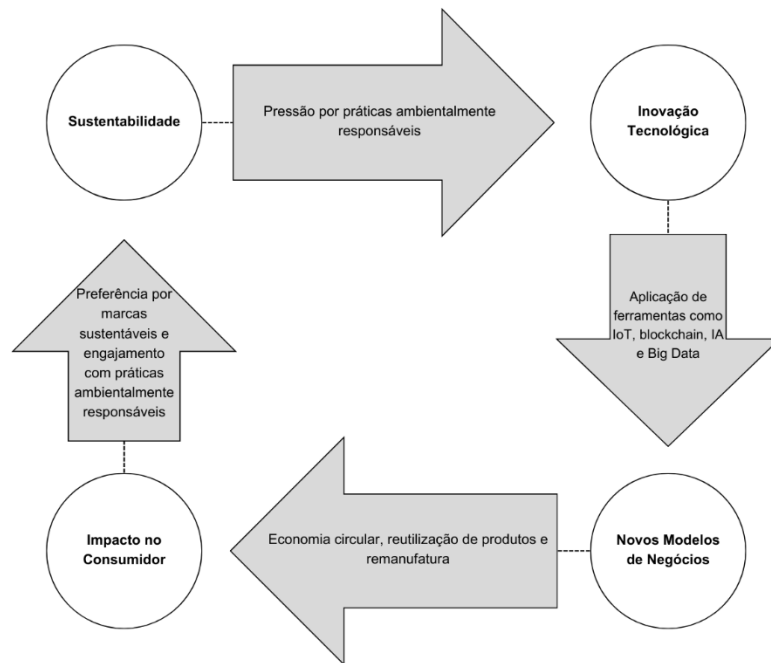 Sustentabilidade
Pressão por práticas ambientalmente
responsáveis
Inovação
Tecnológica
Aplicação de
ferramentas como
IoT, blockchain, IA
e Big Data
Novos Modelos
de Negócios
Economia circular, reutilização de produtos e
remanufatura
Impacto no
Consumidor
Preferência por
marcas
sustentáveis e
engajamento
com práticas
ambientalmente
responsáveis